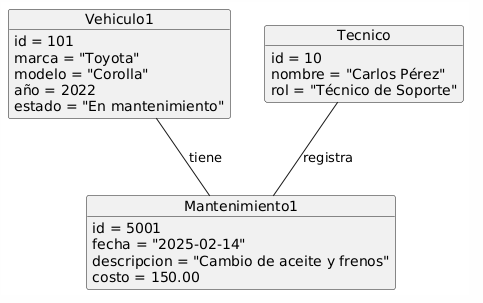 Vehiculo1
id = 101
marca = "Toyota"
modelo = "Corolla"
año = 2022
estado = "En mantenimiento"
Tecnico
id = 10
nombre = "Carlos Pérez"
rol = "Técnico de Soporte"
tiene
registra
Mantenimiento1
id = 5001
fecha = "2025-02-14"
descripcion = "Cambio de aceite y frenos"
costo = 150.00